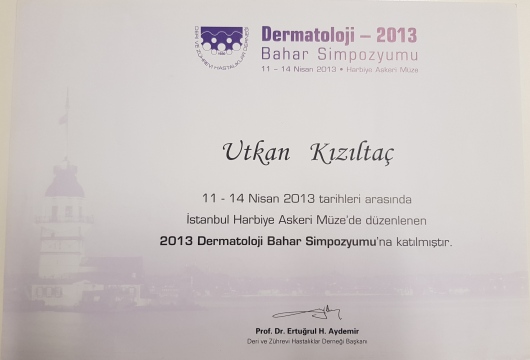 Dermatoloji – 2013
Bahar Simpozyumu
11 – 14 Nisan 2013 • Harbiye Askeri Müze
Utkan Kızıltaç
11 - 14 Nisan 2013 tarihleri arasında
İstanbul Harbiye Askeri Müze'de düzenlenen
2013 Dermatoloji Bahar Simpozyumu'na katılmıştır.
Prof. Dr. Ertuğrul H. Aydemir
Deri ve Zührevi Hastalıklar Derneği Başkanı